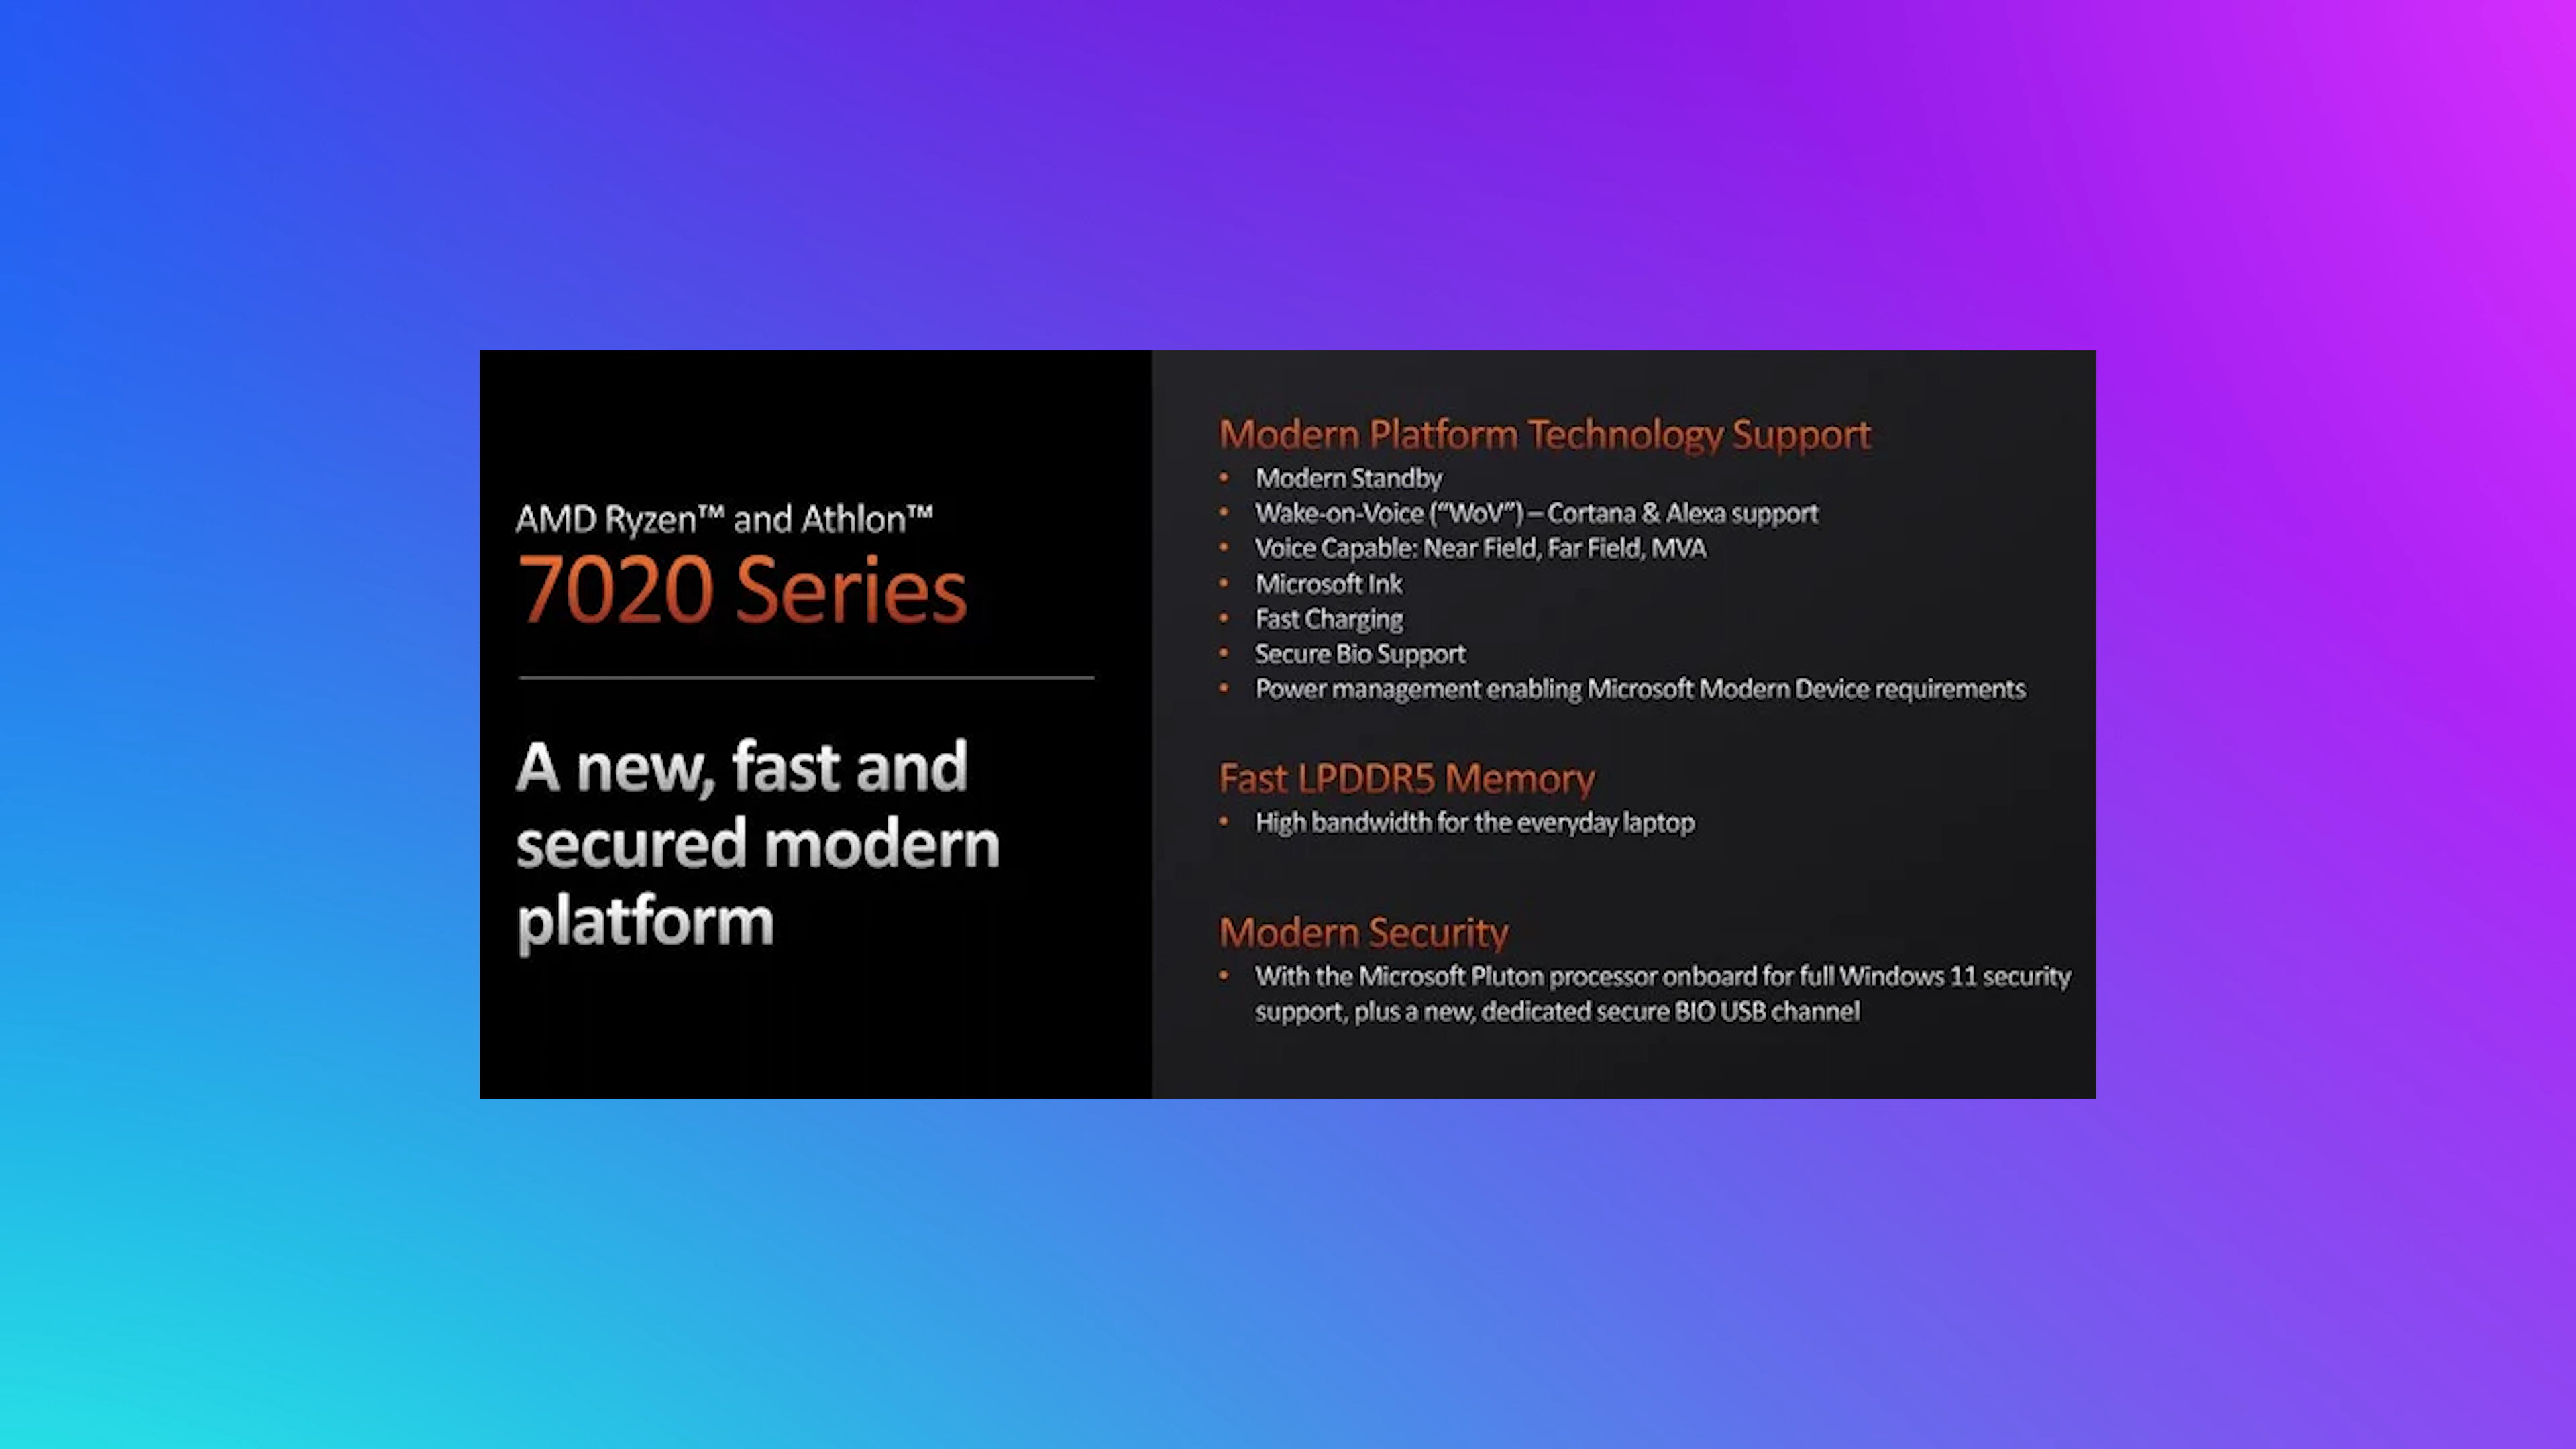 AMD Ryzen™ and Athlon™
7020 Series
A new, fast and
secured modern
platform
Modern Platform Technology Support
• Modern Standby
• Wake-on-Voice (“WoV”) – Cortana & Alexa support
• Voice Capable: Near Field, Far Field, MVA
• Microsoft Ink
• Fast Charging
• Secure Bio Support
• Power management enabling Microsoft Modern Device requirements
Fast LPDDR5 Memory
• High bandwidth for the everyday laptop
Modern Security
• With the Microsoft Pluton processor onboard for full Windows 11 security
support, plus a new, dedicated secure BIO USB channel